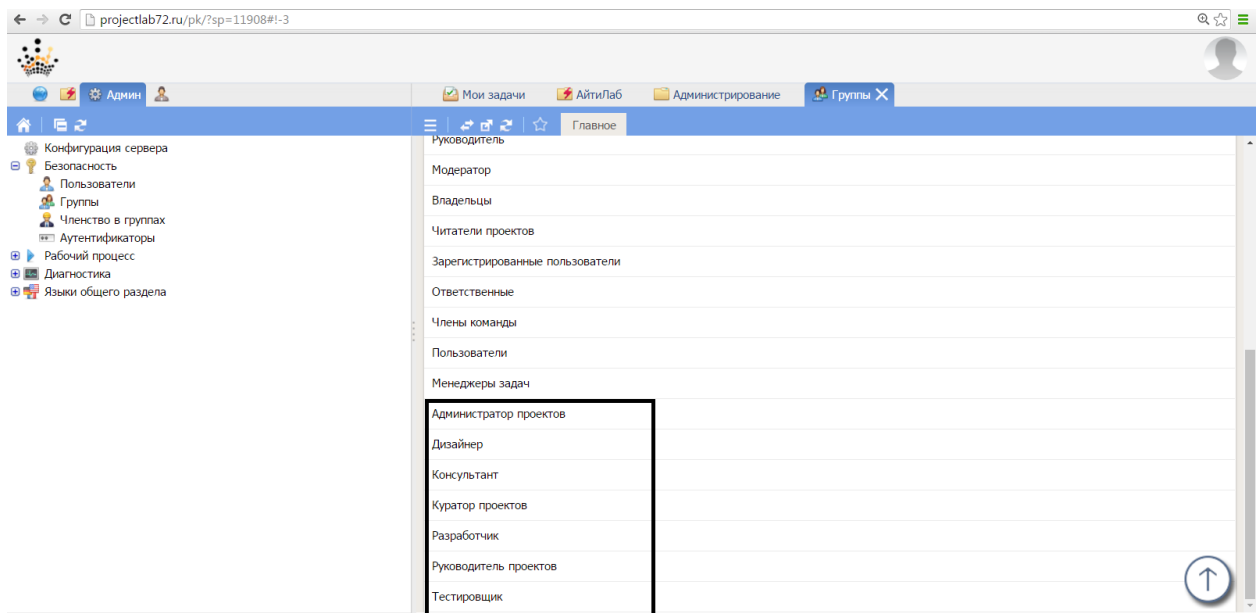 projectlab72.ru/pk/?sp=11908#!-3
Админ
Мои задачи
АйтиЛаб
Администрирование
Группы
Главное
Конфигурация сервера
Безопасность
Пользователи
Группы
Членство в группах
Аутентификаторы
Рабочий процесс
Диагностика
Языки общего раздела
Руководитель
Модератор
Владельцы
Читатели проектов
Зарегистрированные пользователи
Ответственные
Члены команды
Пользователи
Менеджеры задач
Администратор проектов
Дизайнер
Консультант
Куратор проектов
Разработчик
Руководитель проектов
Тестировщик